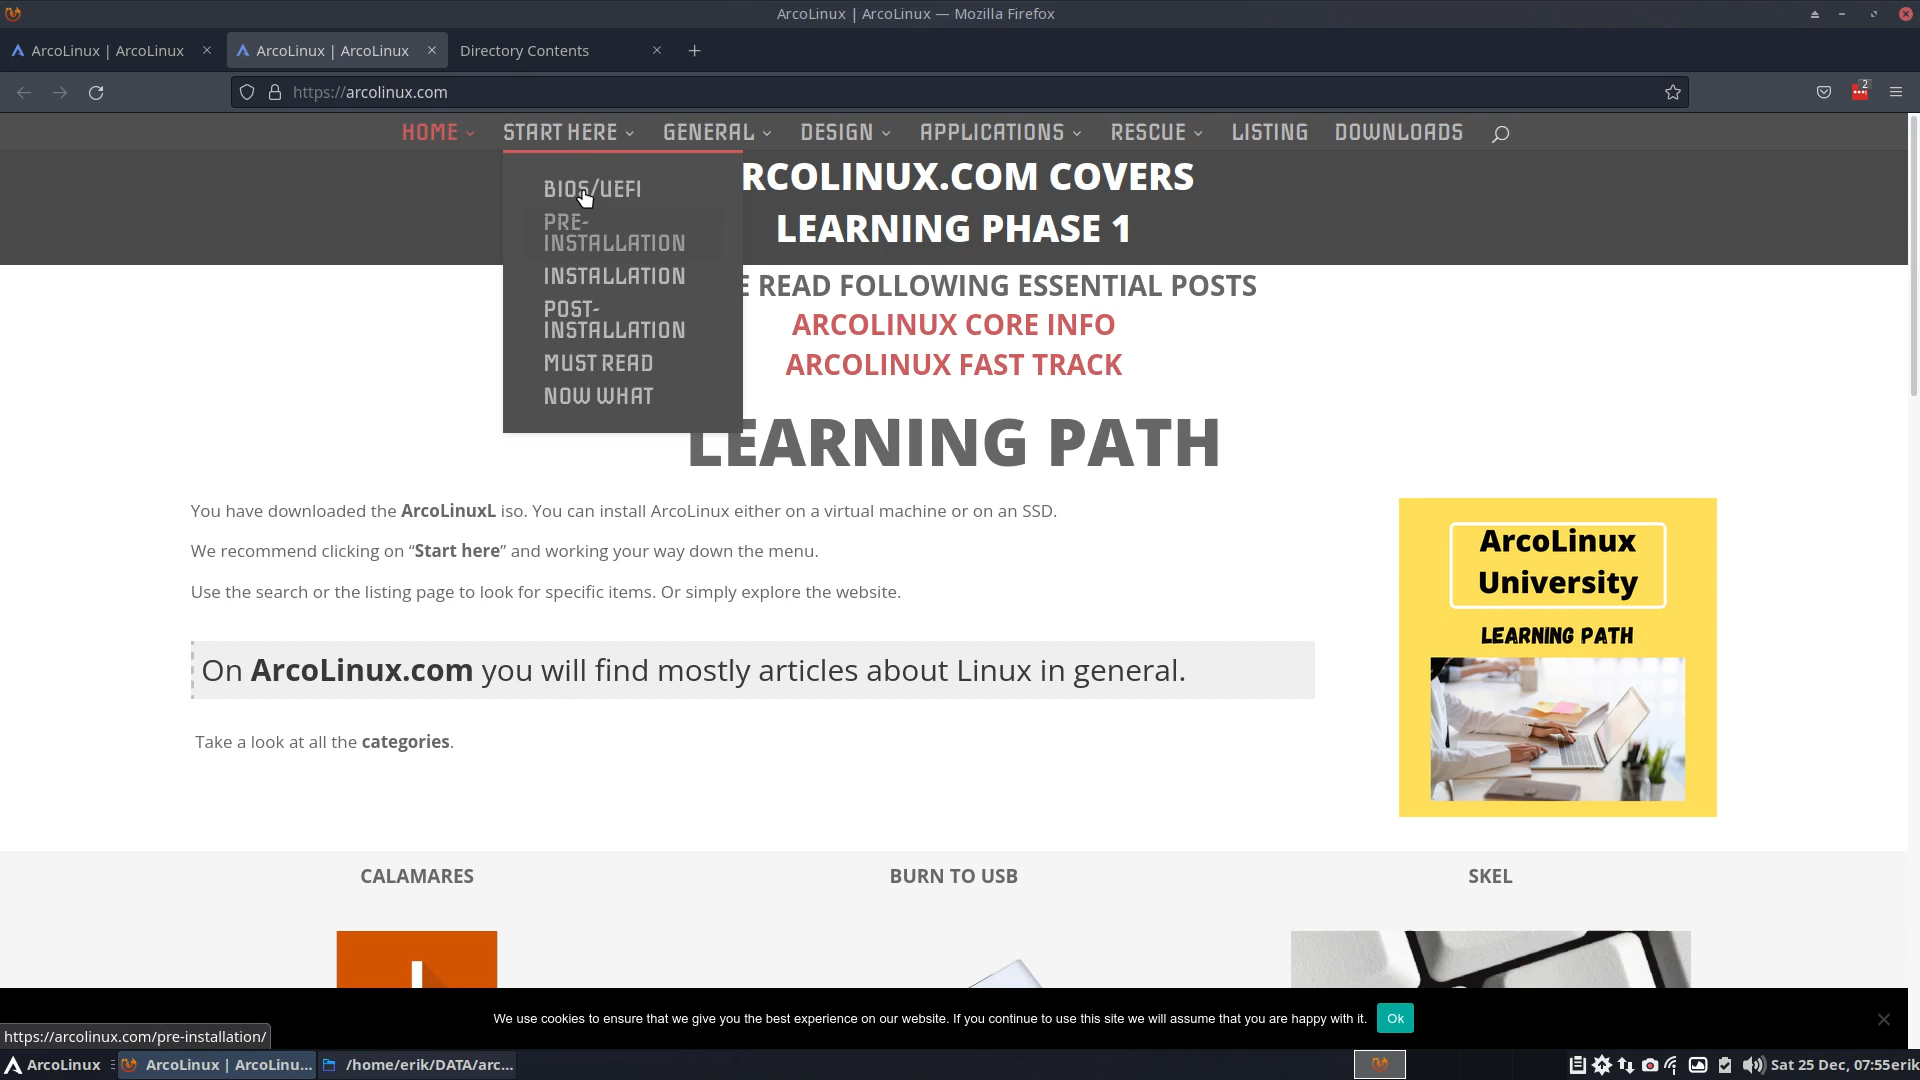 ArcoLinux | ArcoLinux — Mozilla Firefox
ArcoLinux | ArcoLinux
ArcoLinux | ArcoLinux
Directory Contents
https://arcolinux.com
2
HOME
START HERE
GENERAL
DESIGN
APPLICATIONS
RESCUE
LISTING
DOWNLOADS
BIOS/UEFI
PRE-
INSTALLATION
INSTALLATION
POST-
INSTALLATION
MUST READ
NOW WHAT
RCOLINUX.COM COVERS
LEARNING PHASE 1
E READ FOLLOWING ESSENTIAL POSTS
ARCOLINUX CORE INFO
ARCOLINUX FAST TRACK
LEARNING PATH
You have downloaded the ArcoLinuxL iso. You can install ArcoLinux either on a virtual machine or on an SSD.
We recommend clicking on “Start here” and working your way down the menu.
Use the search or the listing page to look for specific items. Or simply explore the website.
On ArcoLinux.com you will find mostly articles about Linux in general.
Take a look at all the categories.
ArcoLinux
University
LEARNING PATH
CALAMARES
BURN TO USB
SKEL
We use cookies to ensure that we give you the best experience on our website. If you continue to use this site we will assume that you are happy with it.
Ok
https://arcolinux.com/pre-installation/
ArcoLinux
ArcoLinux | ArcoLinu...
/home/erik/DATA/arc...
Sat 25 Dec, 07:55
erik